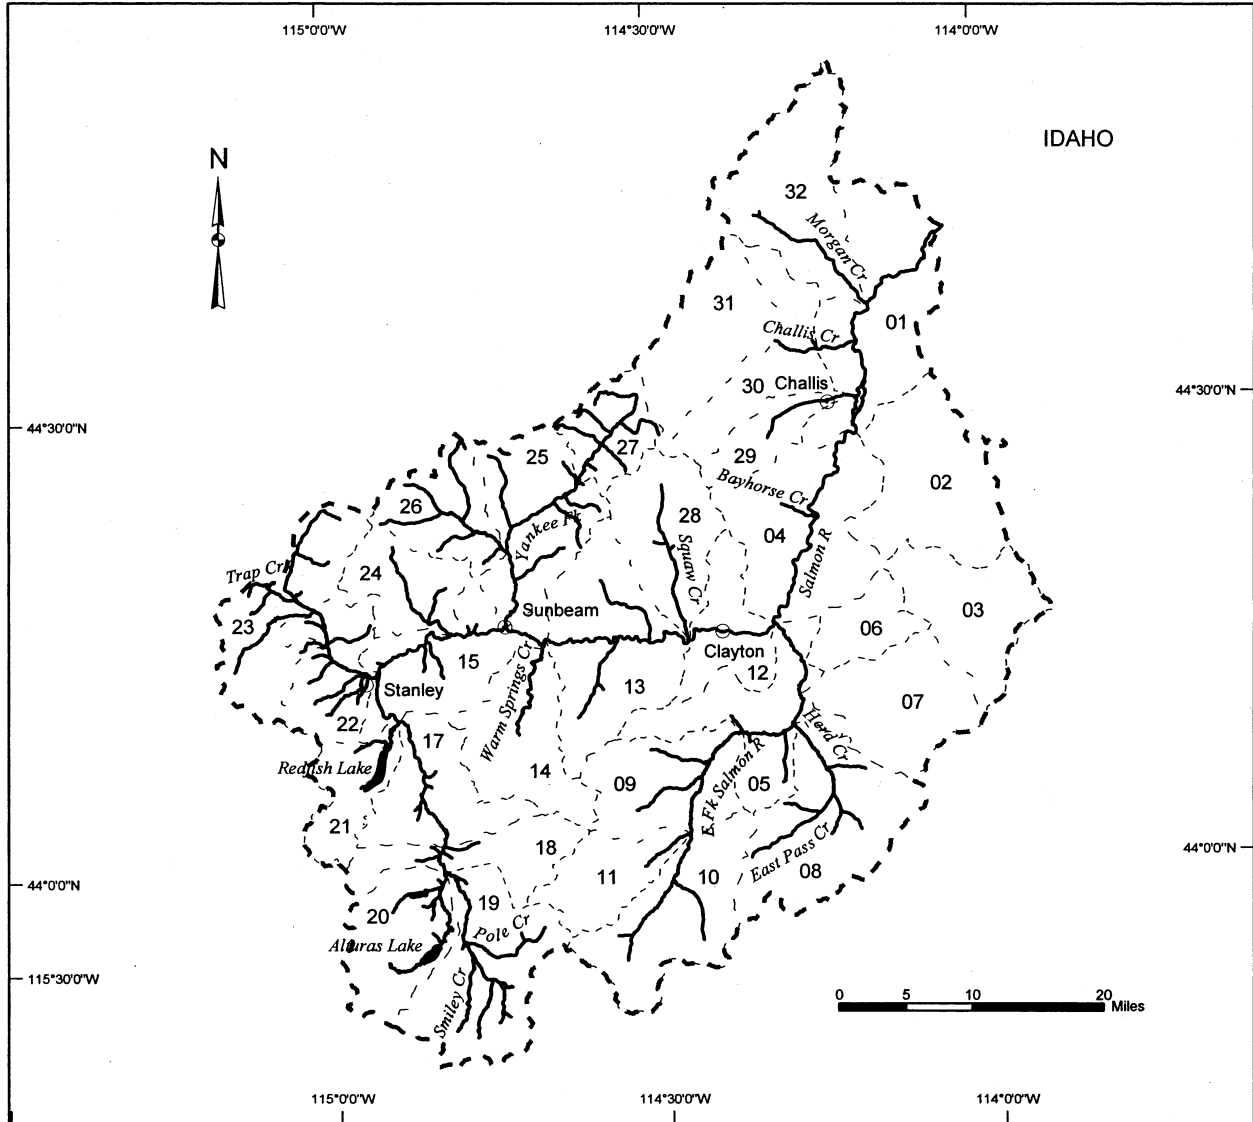 115°0'0"W
114°30'0"W
114°0'0"W
IDAHO
N
32
Morgan Cr
31
01
Challis Cr
44°30'0"N
30
Challis
44°30'0"N
27
25
29
02
Bayhorse Cr
26
28
Yankee Fk
04
Squaw Cr
Salmon R
Trap Cr
24
03
Sunbeam
23
06
Clayton
15
12
Stanley
13
Warm Springs Cr
07
22
17
Herd Cr
Redfish Lake
14
09
05
E.Fk Salmon R
21
18
44°0'0"N
East Pass Cr
08
11
10
44°0'0"N
19
20
Pole Cr
Alturas Lake
115°30'0"W
Smiley Cr
0
5
10
20
Miles
115°0'0"W
114°30'0"W
114°0'0"W